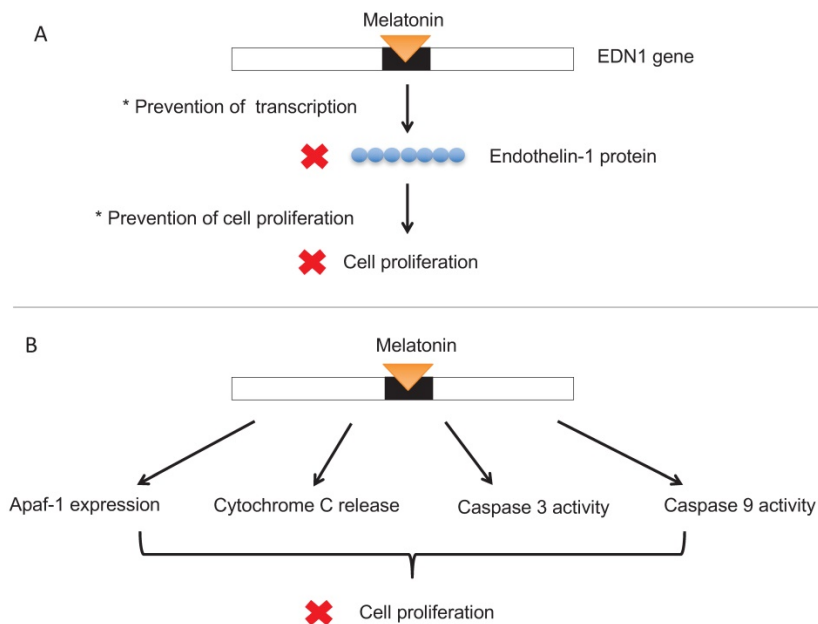 A
Melatonin
EDN1 gene
* Prevention of transcription
Endothelin-1 protein
* Prevention of cell proliferation
Cell proliferation
B
Melatonin
Apaf-1 expression
Cytochrome C release
Caspase 3 activity
Caspase 9 activity
Cell proliferation